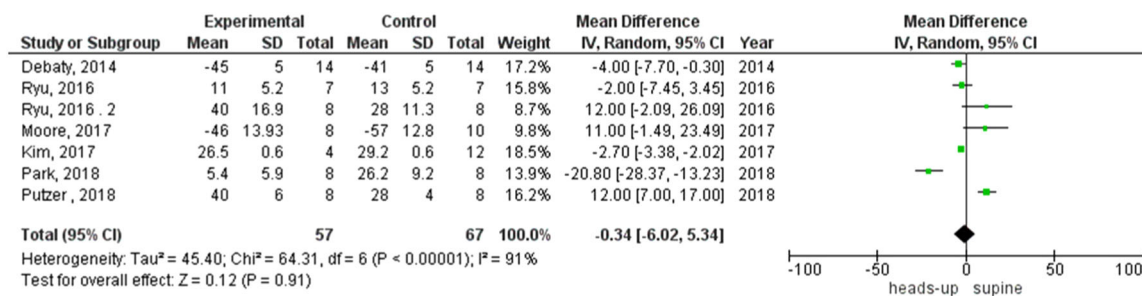 Experimental Control Mean Difference Mean Difference
Study or Subgroup Mean SD Total Mean SD Total Weight IV, Random, 95% CI Year IV, Random, 95% CI
Debaty, 2014 -45 5 14 -41 5 14 17.2% -4.00 [-7.70, -0.30] 2014
Ryu, 2016 11 5.2 7 13 5.2 7 15.8% -2.00 [-7.45, 3.45] 2016
Ryu, 2016 . 2 40 16.9 8 28 11.3 8 8.7% 12.00 [-2.09, 26.09] 2016
Moore, 2017 -46 13.93 8 -57 12.8 10 9.8% 11.00 [-1.49, 23.49] 2017
Kim, 2017 26.5 0.6 4 29.2 0.6 12 18.5% -2.70 [-3.38, -2.02] 2017
Park, 2018 5.4 5.9 8 26.2 9.2 8 13.9% -20.80 [-28.37, -13.23] 2018
Putzer , 2018 40 6 8 28 4 8 16.2% 12.00 [7.00, 17.00] 2018
Total (95% CI) 57 67 100.0% -0.34 [-6.02, 5.34]
Heterogeneity: Tau² = 45.40; Chi² = 64.31, df = 6 (P < 0.00001); I² = 91%
Test for overall effect: Z = 0.12 (P = 0.91)
-100 -50 0 50 100
heads-up supine